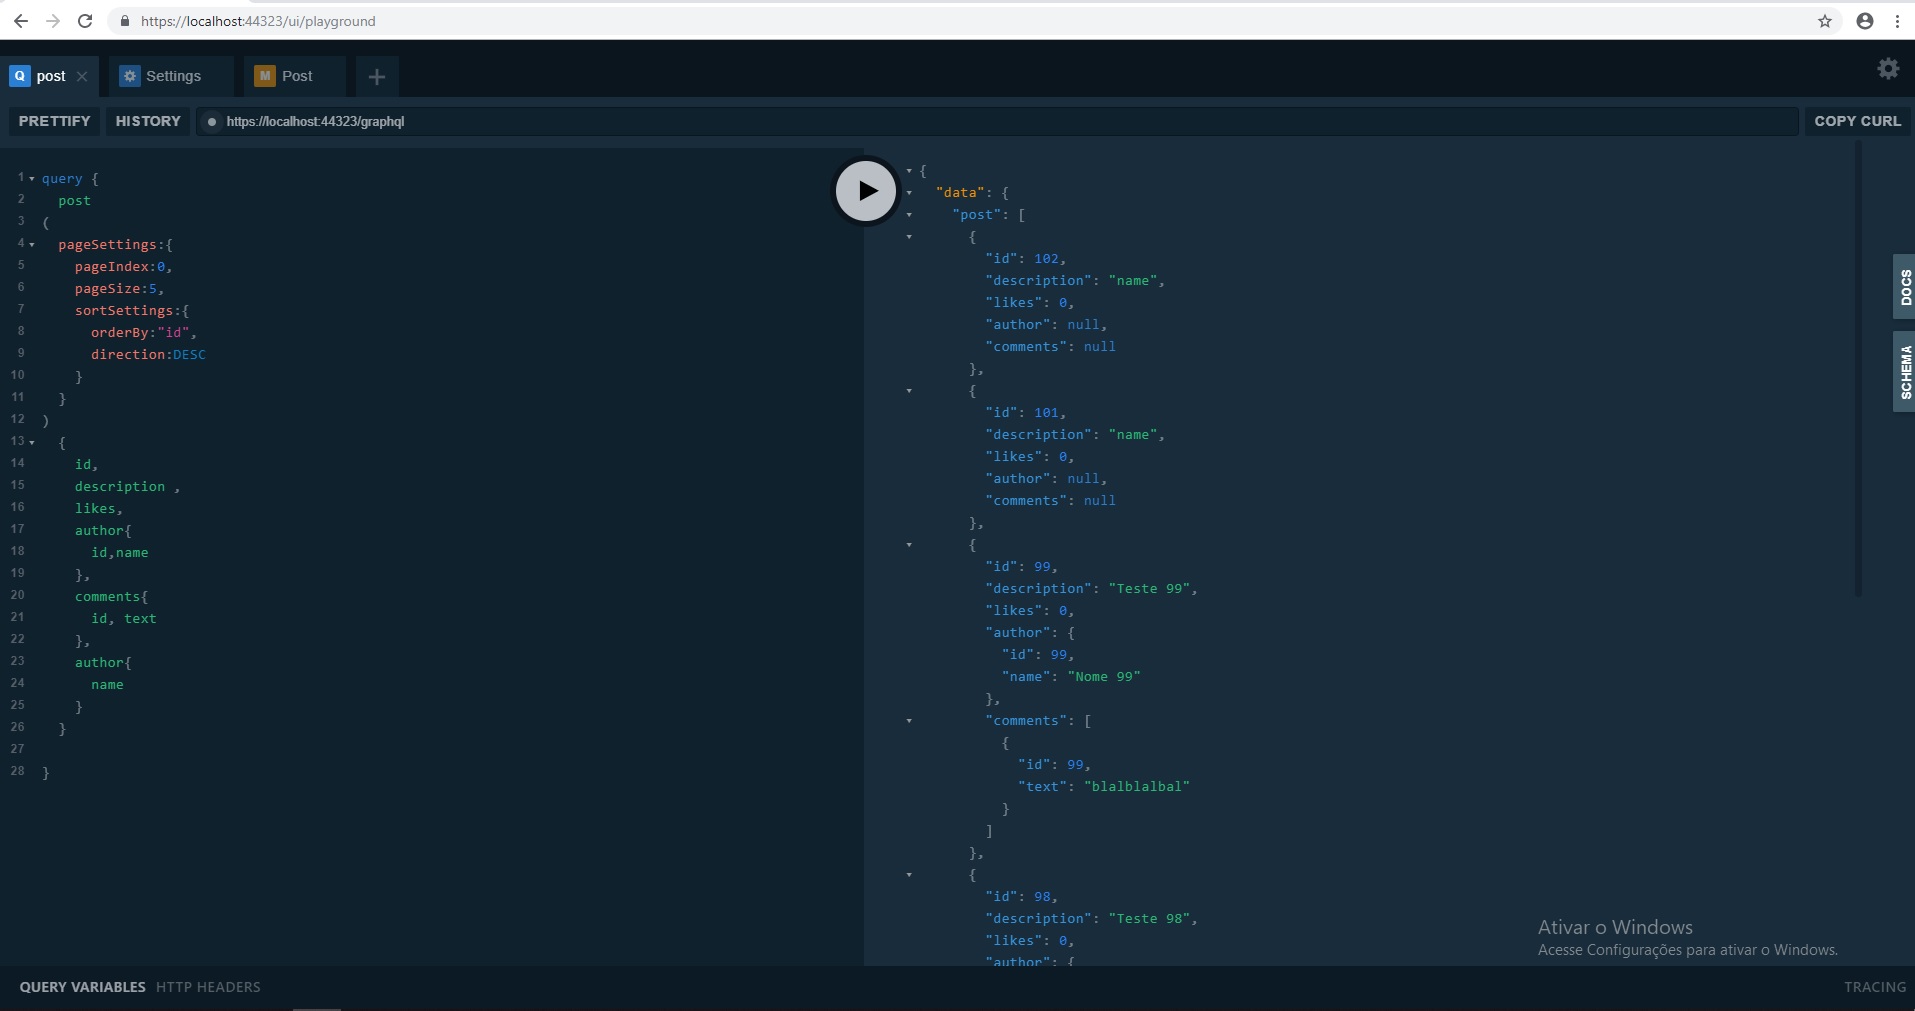 https://localhost:44323/ui/playground
Q post Settings M Post
PRETTIFY HISTORY https://localhost:44323/graphql COPY CURL
1 query {
2 post
3 (
4 pageSettings:{
5 pageIndex:0,
6 pageSize:5,
7 sortSettings:{
8 orderBy:"id",
9 direction:DESC
10 }
11 }
12 )
13 {
14 id,
15 description ,
16 likes,
17 author{
18 id,name
19 },
20 comments{
21 id, text
22 },
23 author{
24 name
25 }
26 }
27
28 }
{
"data": {
"post": [
{
"id": 102,
"description": "name",
"likes": 0,
"author": null,
"comments": null
},
{
"id": 101,
"description": "name",
"likes": 0,
"author": null,
"comments": null
},
{
"id": 99,
"description": "Teste 99",
"likes": 0,
"author": {
"id": 99,
"name": "Nome 99"
},
"comments": [
{
"id": 99,
"text": "blalblalbal"
}
]
},
{
"id": 98,
"description": "Teste 98",
"likes": 0,
"author": {
DOCS
SCHEMA
Ativar o Windows
Acesse Configurações para ativar o Windows.
QUERY VARIABLES HTTP HEADERS TRACING